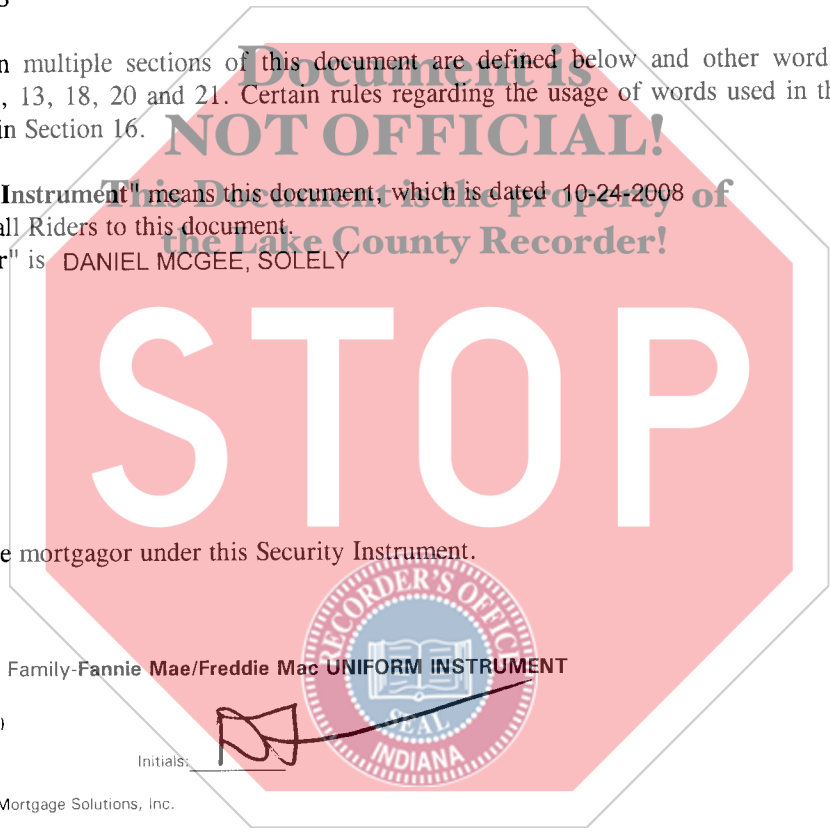 n multiple sections of this document are defined below and other word
, 13, 18, 20 and 21. Certain rules regarding the usage of words used in th
in Section 16.
Instrument" means this document, which is dated 10-24-2008
all Riders to this document.
r" is DANIEL MCGEE, SOLELY
Document is
NOT OFFICIAL!
This Document is the property of
the Lake County Recorder!
STOP
e mortgagor under this Security Instrument.
RECORDER'S OFFICE
SEAL
INDIANA
Family-Fannie Mae/Freddie Mac UNIFORM INSTRUMENT
)
Initials:
Mortgage Solutions, Inc.